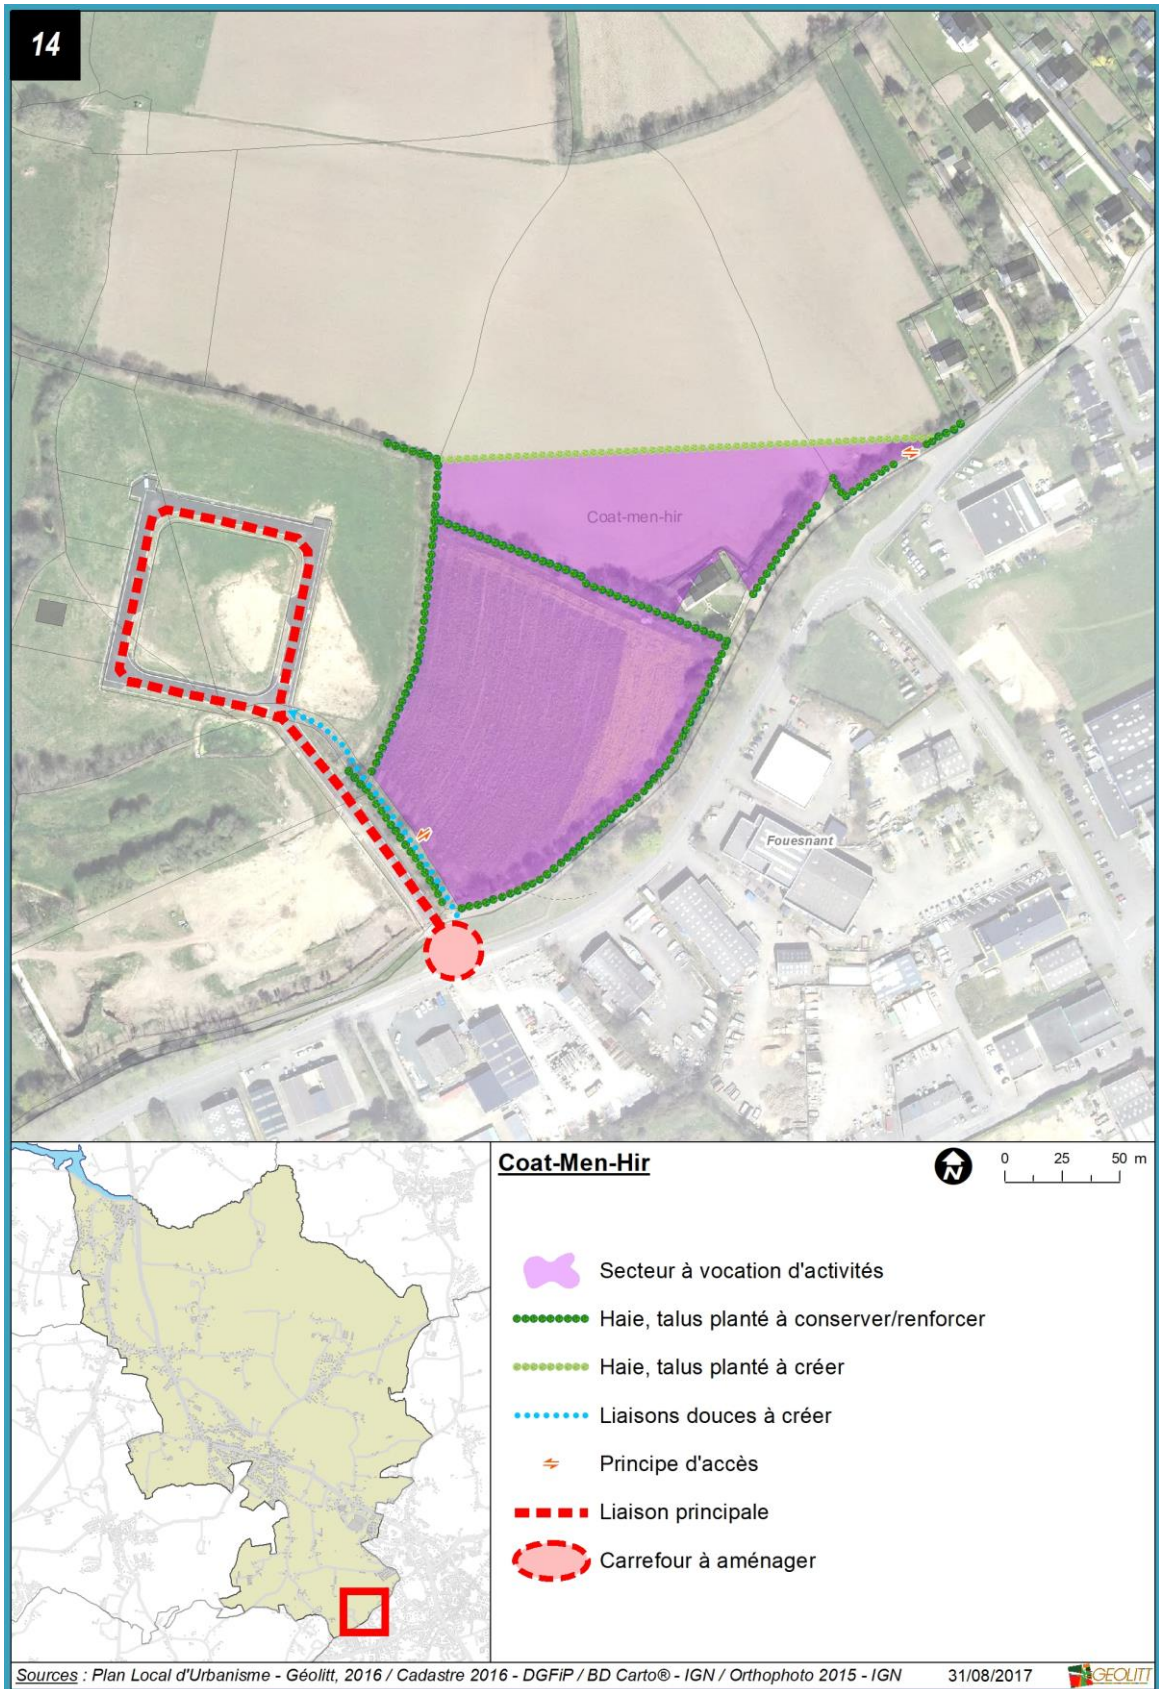 14
Coat-men-hir
Fouesnant
Coat-Men-Hir
N
0 25 50 m
Secteur à vocation d'activités
Haie, talus planté à conserver/renforcer
Haie, talus planté à créer
Liaisons douces à créer
Principe d'accès
Liaison principale
Carrefour à aménager
Sources : Plan Local d'Urbanisme - Géolitt, 2016 / Cadastre 2016 - DGFiP / BD Carto® - IGN / Orthophoto 2015 - IGN 31/08/2017 GEOLITT